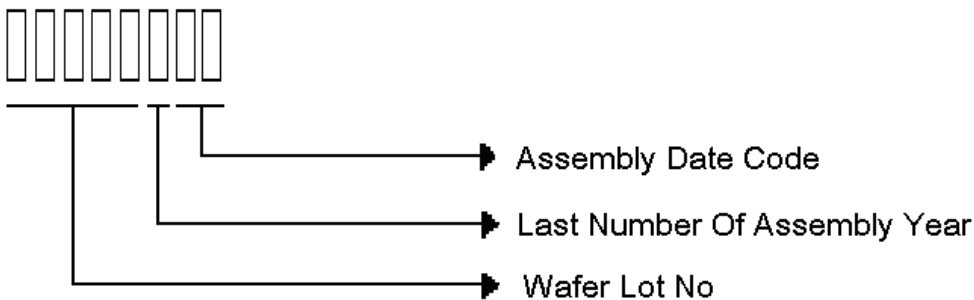 Assembly Date Code
Last Number Of Assembly Year
Wafer Lot No